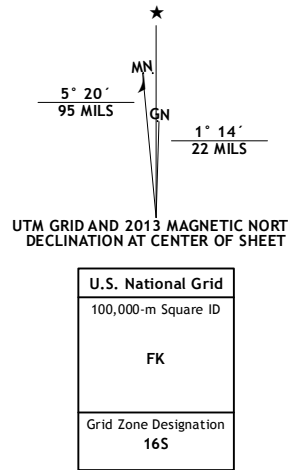 MN.
GN
5° 20´
95 MILS
1° 14´
22 MILS
UTM GRID AND 2013 MAGNETIC NORT
DECLINATION AT CENTER OF SHEET
U.S. National Grid
100,000-m Square ID
FK
Grid Zone Designation
16S